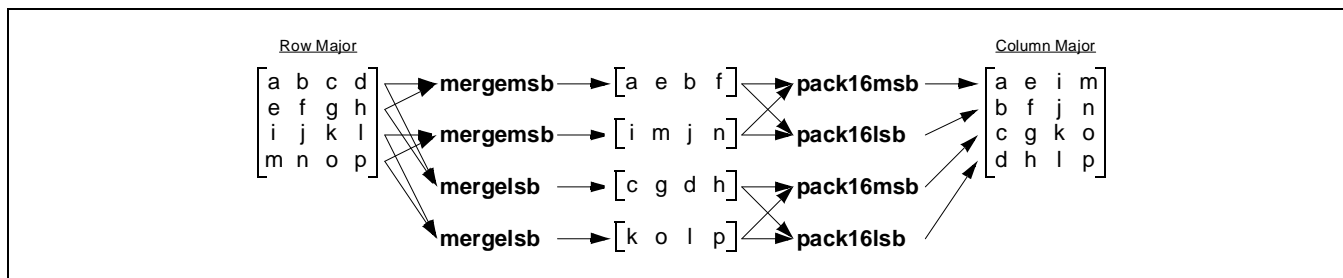 Row Major
Column Major
a b c d
e f g h
i j k l
m n o p
mergemsb
mergemsb
mergelsb
mergelsb
[a e b f]
[i m j n]
[c g d h]
[k o l p]
pack16msb
pack16lsb
pack16msb
pack16lsb
a e i m
b f j n
c g k o
d h l p